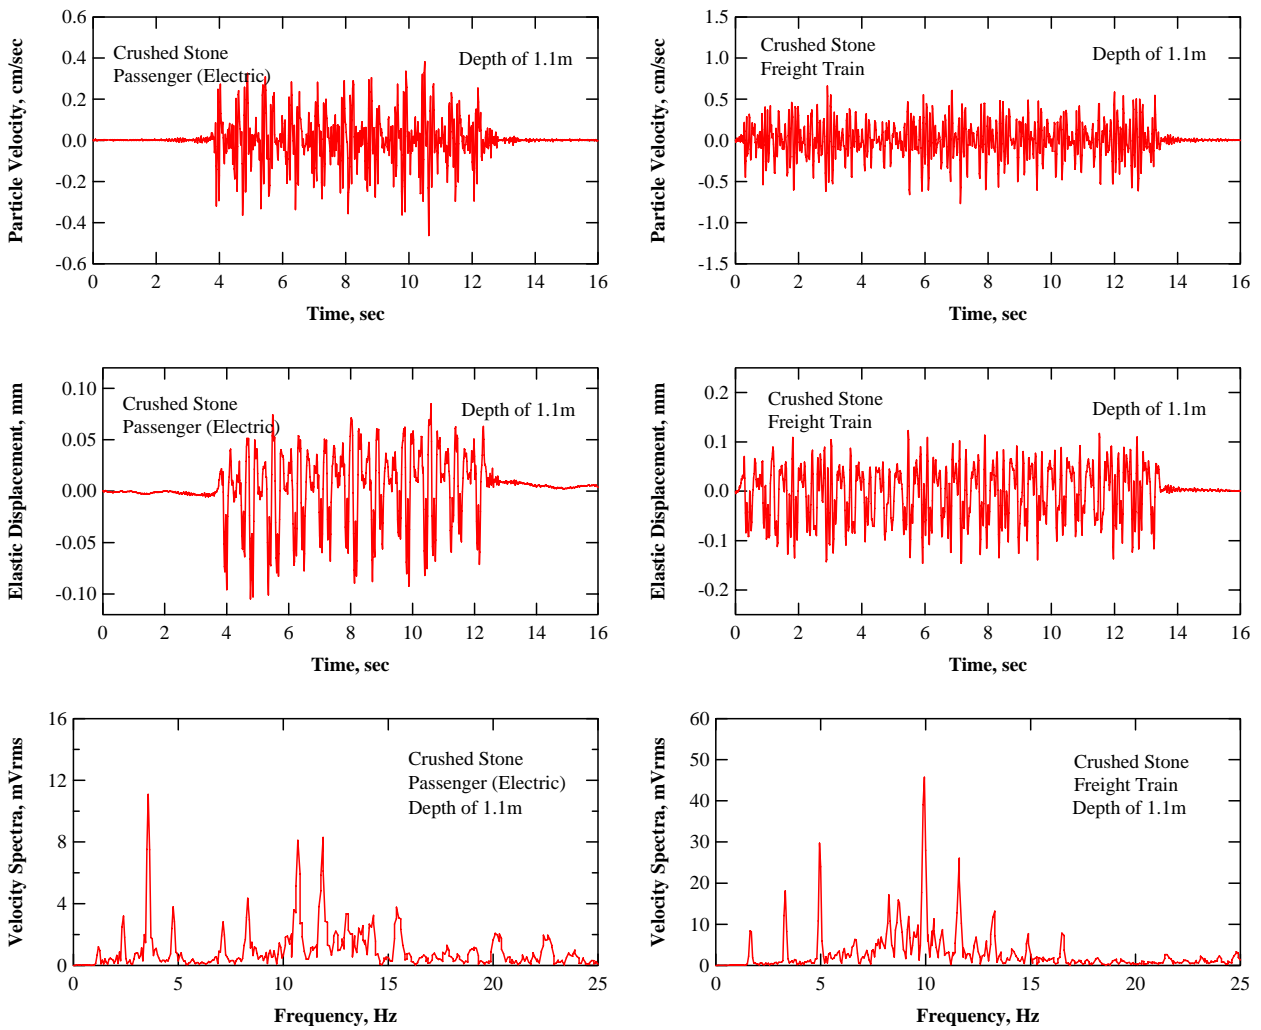 0.6
0.4
0.2
0.0
-0.2
-0.4
-0.6
Particle Velocity, cm/sec
Crushed Stone
Passenger (Electric)
Depth of 1.1m
0 2 4 6 8 10 12 14 16
Time, sec
1.5
1.0
0.5
0.0
-0.5
-1.0
-1.5
Particle Velocity, cm/sec
Crushed Stone
Freight Train
Depth of 1.1m
0 2 4 6 8 10 12 14 16
Time, sec
0.10
0.05
0.00
-0.05
-0.10
Elastic Displacement, mm
Crushed Stone
Passenger (Electric)
Depth of 1.1m
0 2 4 6 8 10 12 14 16
Time, sec
0.2
0.1
0.0
-0.1
-0.2
Elastic Displacement, mm
Crushed Stone
Freight Train
Depth of 1.1m
0 2 4 6 8 10 12 14 16
Time, sec
16
12
8
4
0
Velocity Spectra, mVrms
Crushed Stone
Passenger (Electric)
Depth of 1.1m
0 5 10 15 20 25
Frequency, Hz
60
50
40
30
20
10
0
Velocity Spectra, mVrms
Crushed Stone
Freight Train
Depth of 1.1m
0 5 10 15 20 25
Frequency, Hz